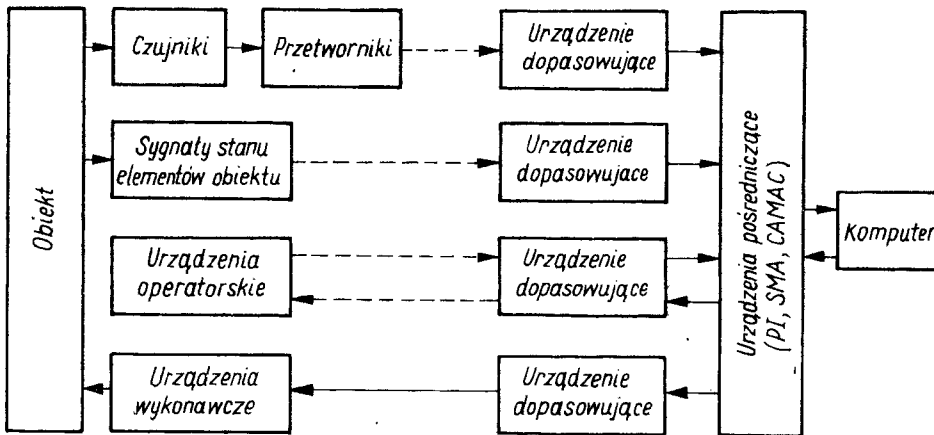 Obiekt
Czujniki
Przetworniki
Urządzenie
dopasowujące
Sygnały stanu
elementów obiektu
Urządzenie
dopasowujace
Urządzenia
operatorskie
Urządzenie
dopasowujące
Urządzenia
wykonawcze
Urządzenie
dopasowujące
Urządzenia pośredniczące
(PI, SMA, CAMAC)
Komputer